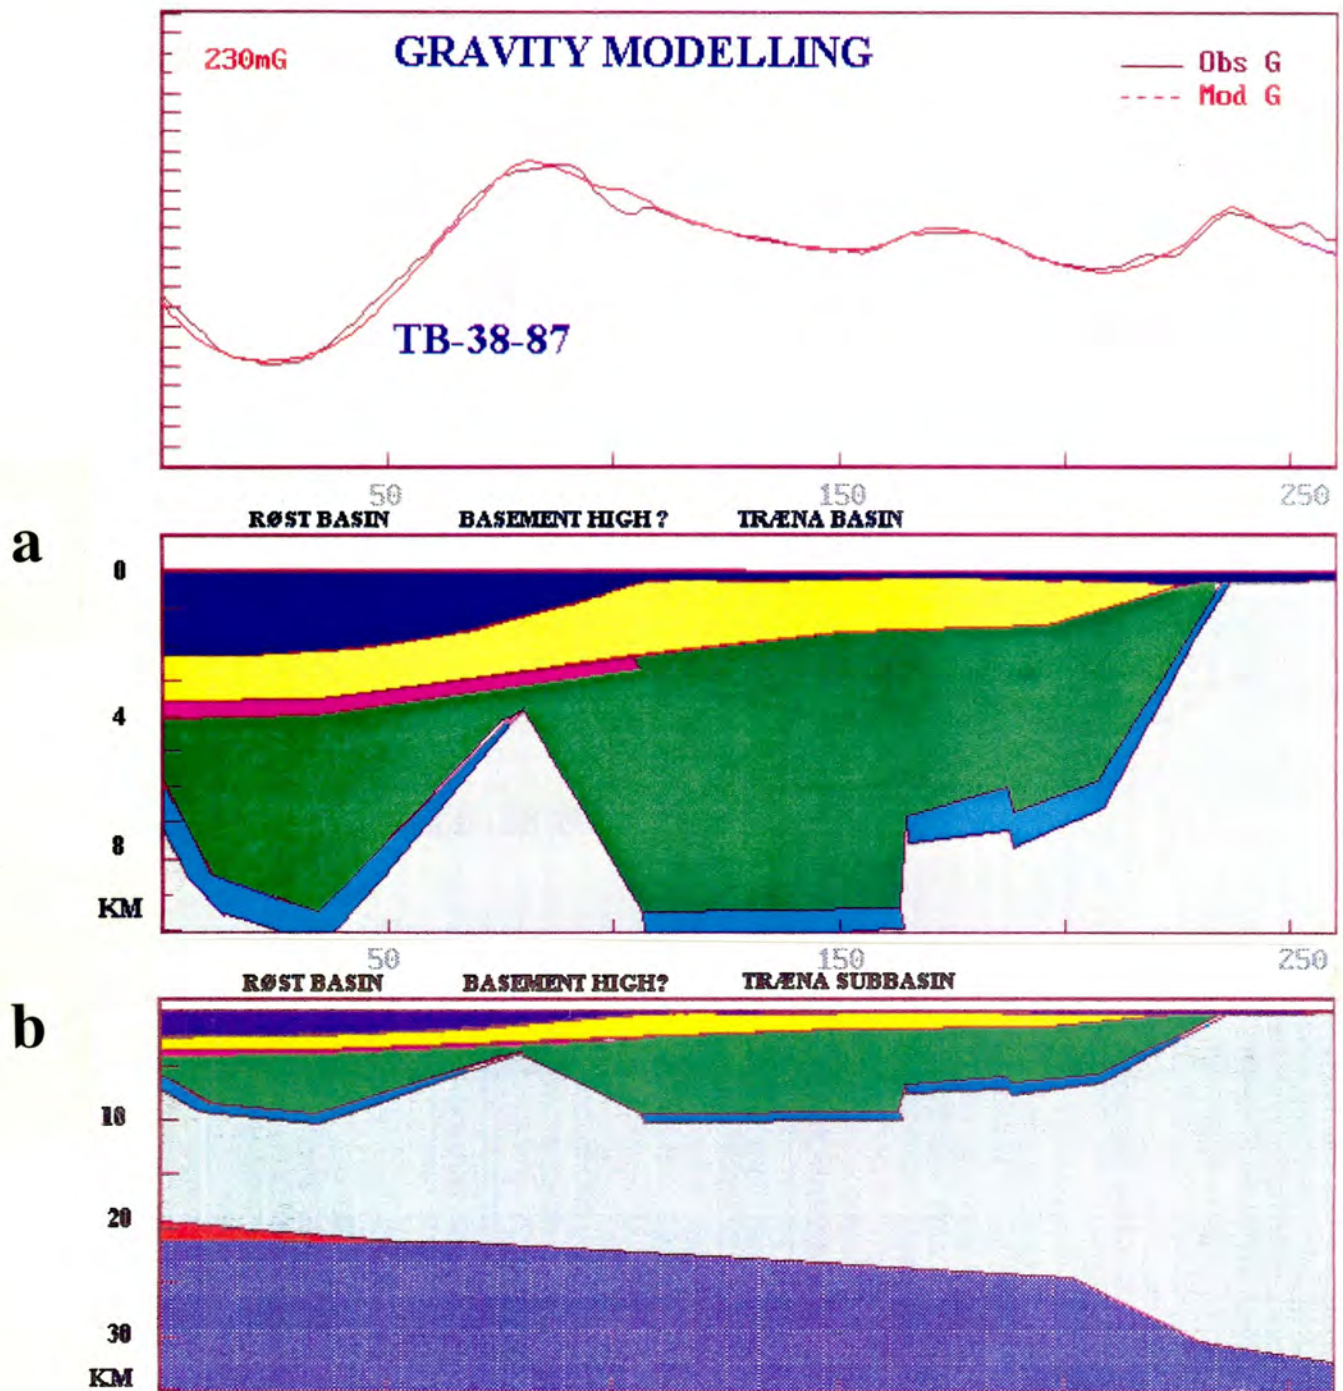 230mG
GRAVITY MODELLING
Obs G
Mod G
TB-38-87
50 150 250
RØST BASIN BASEMENT HIGH ? TRÆNA BASIN
a
0
4
8
KM
50 150 250
RØST BASIN BASEMENT HIGH? TRÆNA SUBBASIN
b
10
20
30
KM